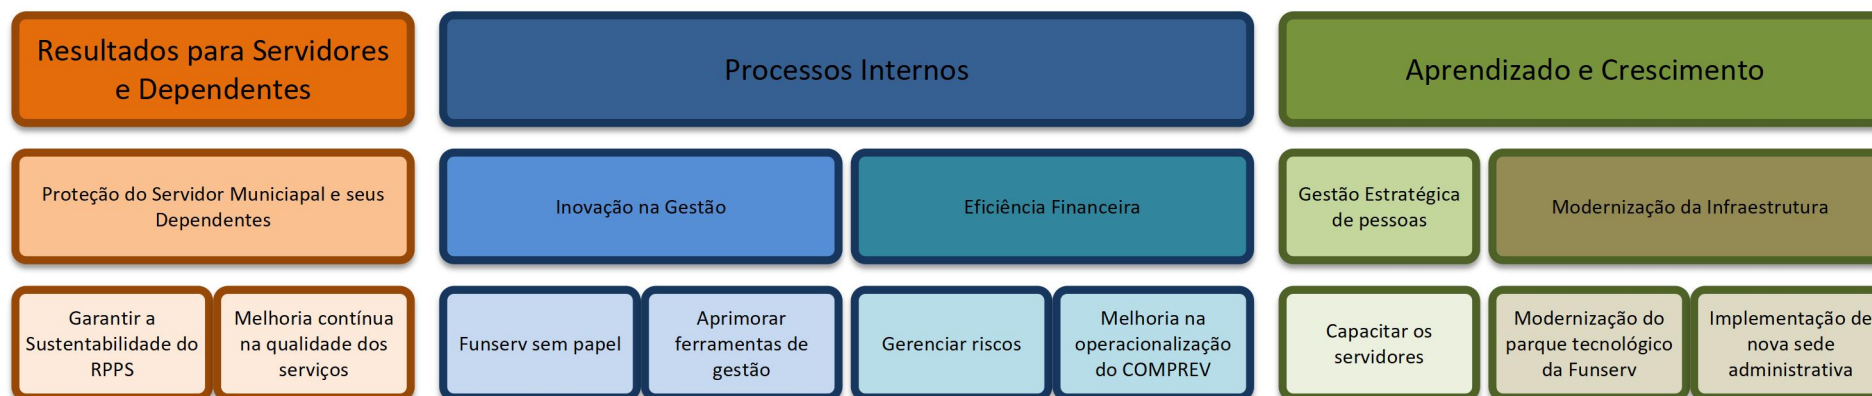 Resultados para Servidores
e Dependentes
Processos Internos
Aprendizado e Crescimento
Proteção do Servidor Municiapal e seus
Dependentes
Inovação na Gestão
Eficiência Financeira
Gestão Estratégica
de pessoas
Modernização da Infraestrutura
Garantir a
Sustentabilidade do
RPPS
Melhoria contínua
na qualidade dos
serviços
Funserv sem papel
Aprimorar
ferramentas de
gestão
Gerenciar riscos
Melhoria na
operacionalização
do COMPREV
Capacitar os
servidores
Modernização do
parque tecnológico
da Funserv
Implementação de
nova sede
administrativa